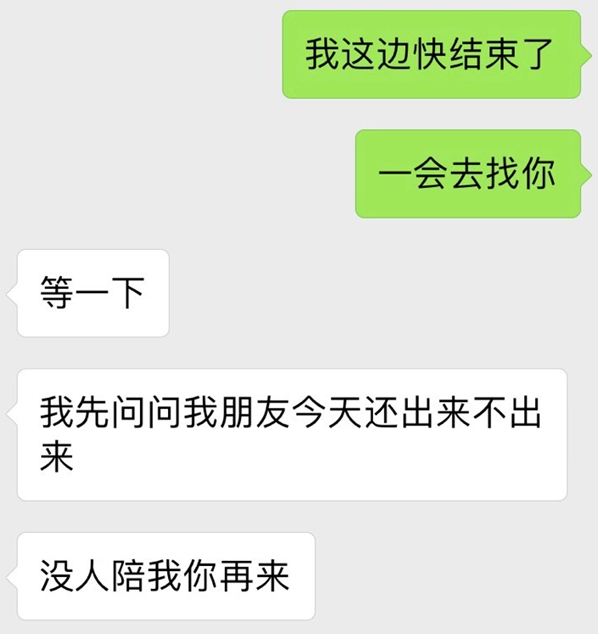 我这边快结束了
一会去找你
等一下
我先问问我朋友今天还出来不出
来
没人陪我你再来